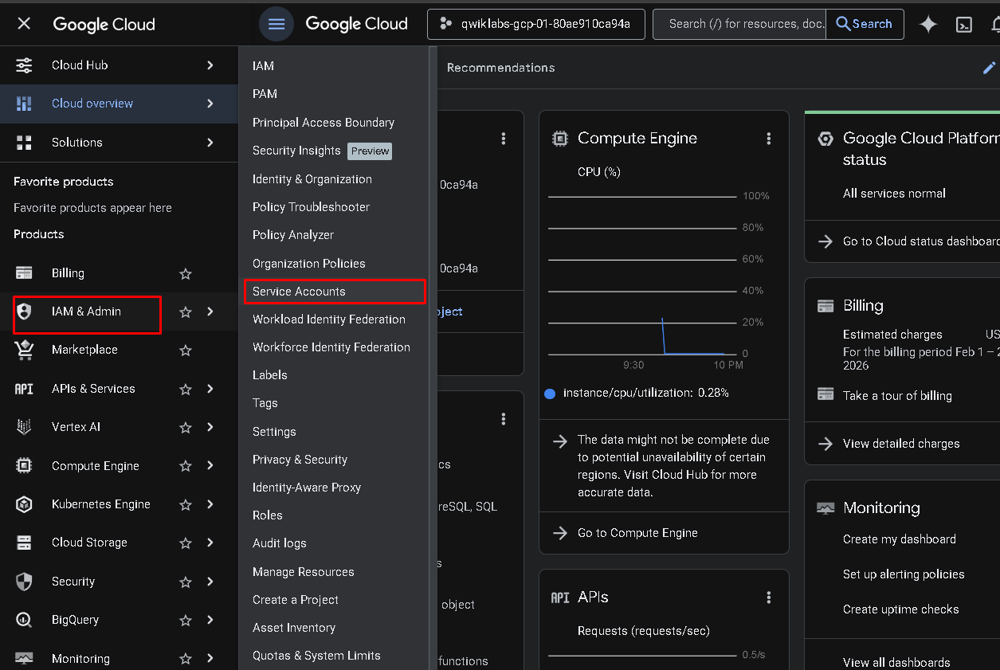 Google Cloud
Google Cloud
qwiklabs-gcp-01-80ae910ca94a
Search (/) for resources, doc.
Search
Cloud Hub
Cloud overview
Solutions
Favorite products
Favorite products appear here
Products
Billing
IAM & Admin
Marketplace
API APIs & Services
Vertex AI
Compute Engine
Kubernetes Engine
Cloud Storage
Security
BigQuery
Monitoring
IAM
PAM
Principal Access Boundary
Security Insights Preview
Identity & Organization
Policy Troubleshooter
Policy Analyzer
Organization Policies
Service Accounts
Workload Identity Federation
Workforce Identity Federation
Labels
Tags
Settings
Privacy & Security
Identity-Aware Proxy
Roles
Audit logs
Manage Resources
Create a Project
Asset Inventory
Quotas & System Limits
Recommendations
0ca94a
0ca94a
oject
cs
reSQL, SQL
s
object
functions
Compute Engine
CPU (%)
100%
80%
60%
40%
20%
0
9:30 10 PM
instance/cpu/utilization: 0.28%
The data might not be complete due
to potential unavailability of certain
regions. Visit Cloud Hub for more
accurate data.
Go to Compute Engine
API APIs
Requests (requests/sec)
0.5/s
Google Cloud Platform
status
All services normal
Go to Cloud status dashboard
Billing
Estimated charges US
For the billing period Feb 1 – 2
2026
Take a tour of billing
View detailed charges
Monitoring
Create my dashboard
Set up alerting policies
Create uptime checks
View all dashboards